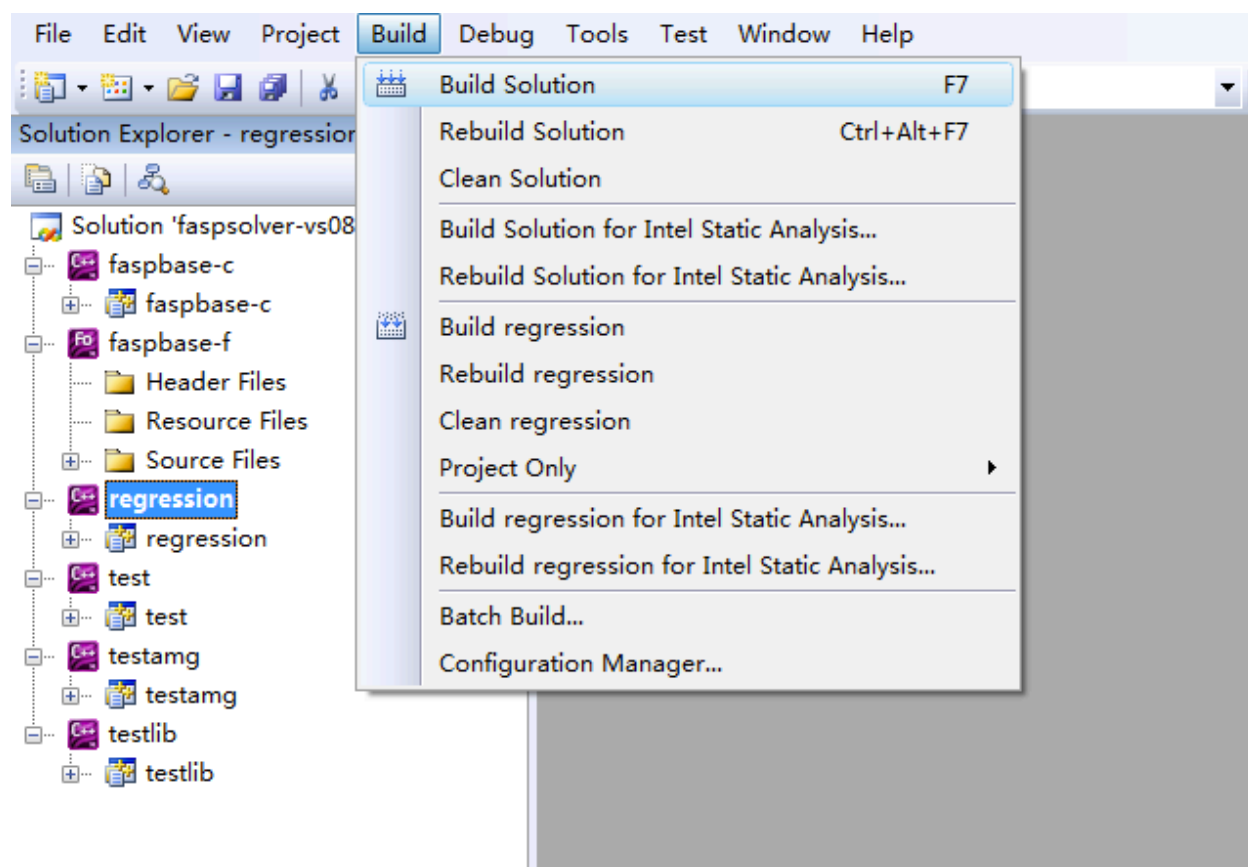 File Edit View Project Build Debug Tools Test Window Help
Solution Explorer - regression
Solution 'faspsolver-vs08
faspbase-c
faspbase-c
faspbase-f
Header Files
Resource Files
Source Files
regression
regression
test
test
testamg
testamg
testlib
testlib
Build Solution F7
Rebuild Solution Ctrl+Alt+F7
Clean Solution
Build Solution for Intel Static Analysis...
Rebuild Solution for Intel Static Analysis...
Build regression
Rebuild regression
Clean regression
Project Only
Build regression for Intel Static Analysis...
Rebuild regression for Intel Static Analysis...
Batch Build...
Configuration Manager...